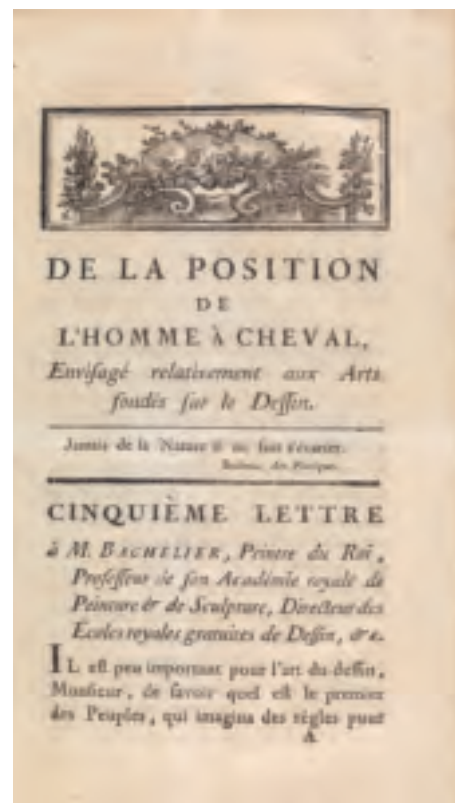 DE LA POSITION
DE
L'HOMME À CHEVAL,
Enviſagé relativement aux Arts
fondés ſur le Deſſin.
Jamais de la Nature il ne faut s'écarter.
CINQUIÈME LETTRE
à M. BACHELIER, Peintre du Roi,
Profeſſeur de ſon Académie royale de
Peinture & de Sculpture, Directeur des
Écoles royales gratuites de Deſſin, &c.
IL eſt peu important pour l'art du deſſin,
Monſieur, de ſavoir quel eſt le premier
des Peuples, qui imagina des règles pour
A